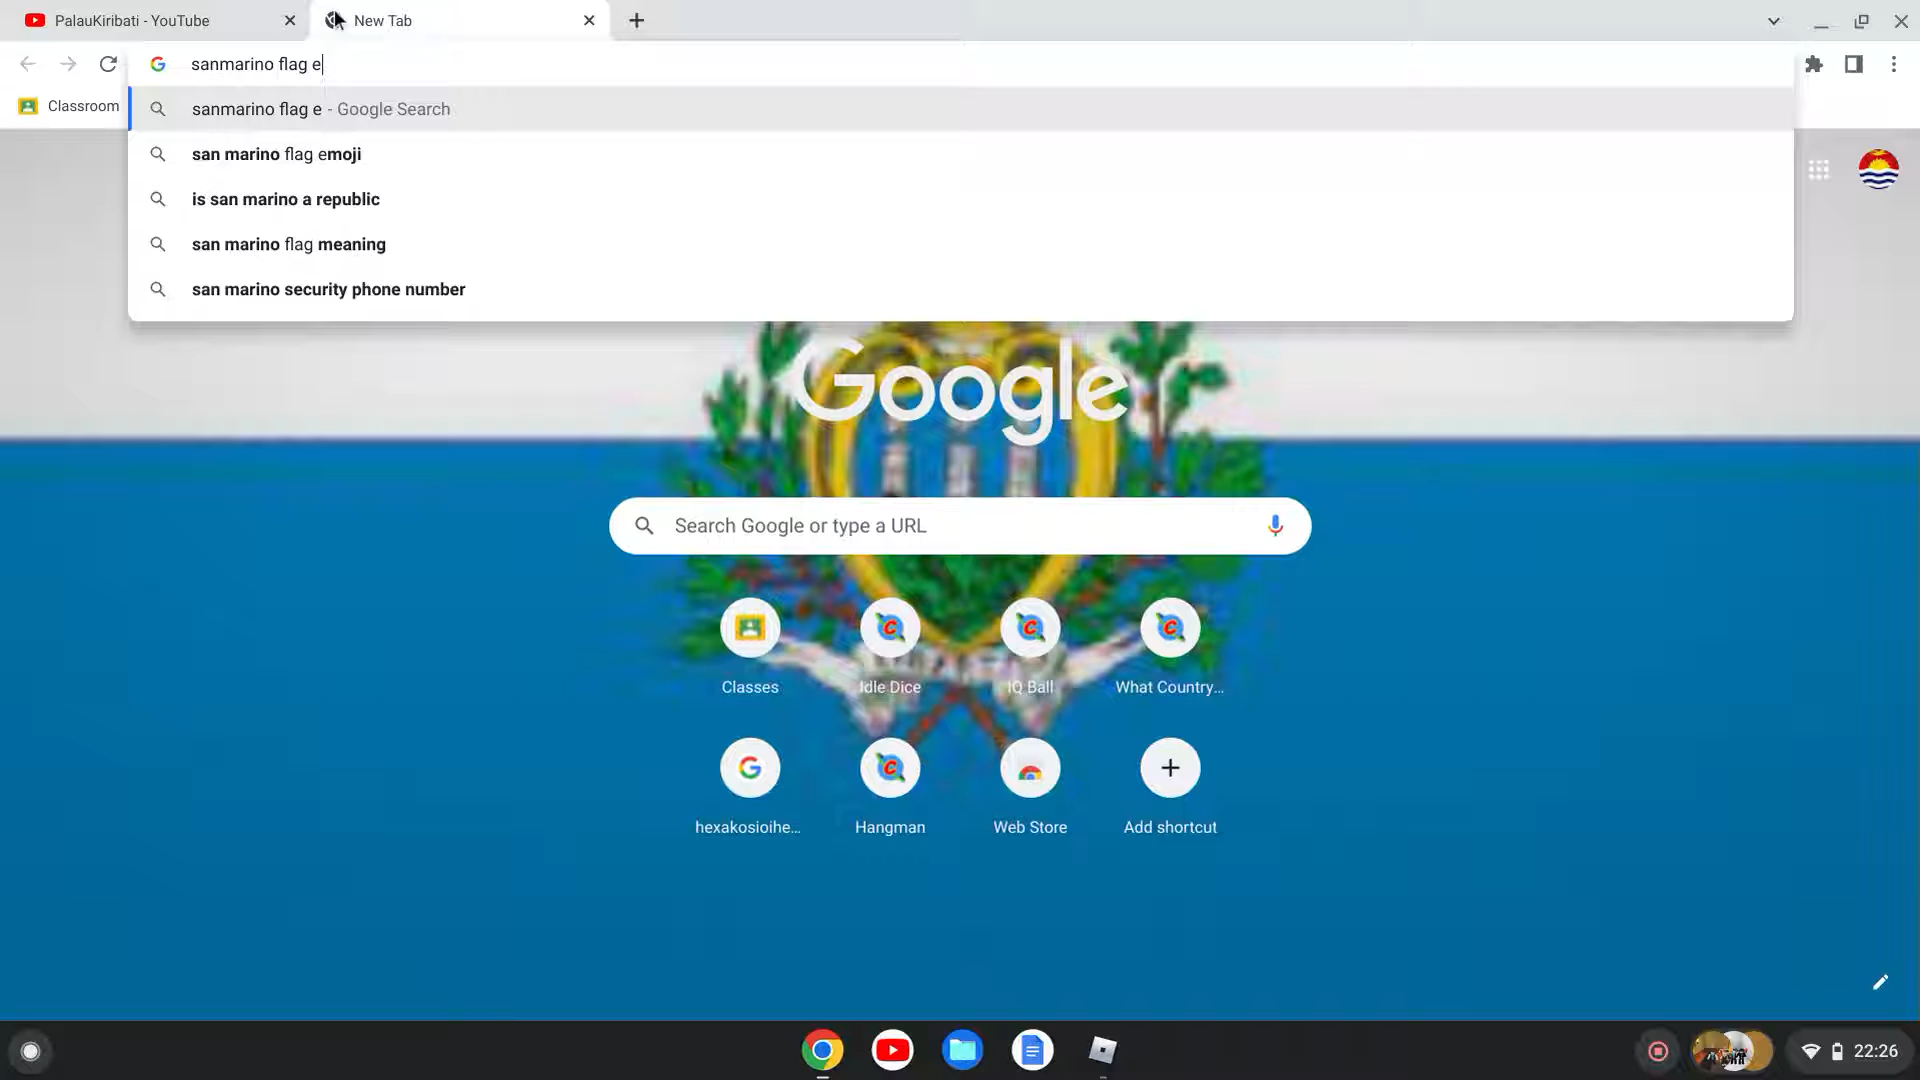 PalauKiribati - YouTube
New Tab
sanmarino flag e
Classroom
sanmarino flag e - Google Search
san marino flag emoji
is san marino a republic
san marino flag meaning
san marino security phone number
Google
Search Google or type a URL
Classes
Idle Dice
IQ Ball
What Country...
hexakosioihe...
Hangman
Web Store
Add shortcut
22:26